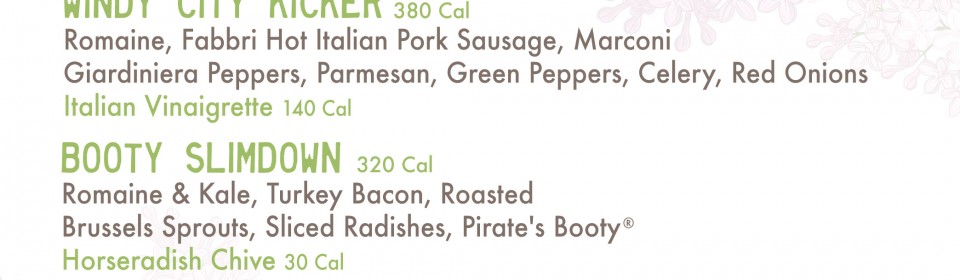 WINDY CITY KICKER 380 Cal
Romaine, Fabbri Hot Italian Pork Sausage, Marconi
Giardiniera Peppers, Parmesan, Green Peppers, Celery, Red Onions
Italian Vinaigrette 140 Cal
BOOTY SLIMDOWN 320 Cal
Romaine & Kale, Turkey Bacon, Roasted
Brussels Sprouts, Sliced Radishes, Pirate's Booty®
Horseradish Chive 30 Cal